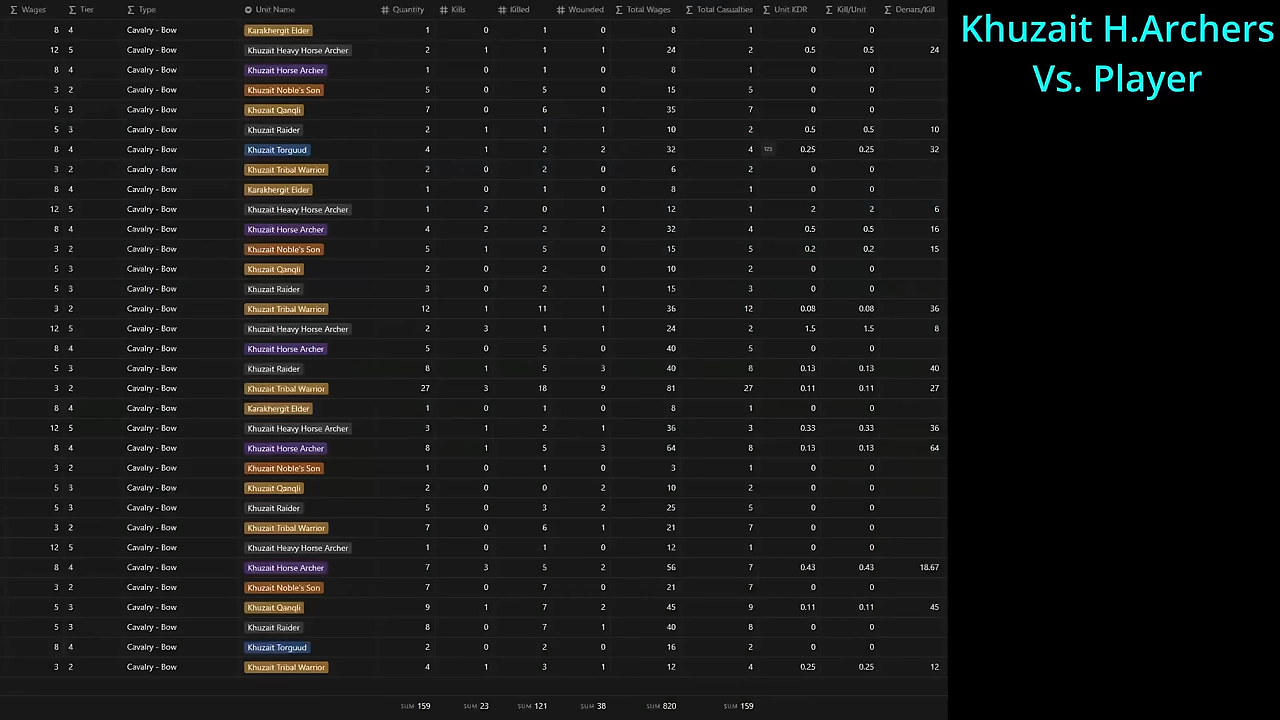 Wages Tier Type Unit Name Quantity Kills Killed Wounded Total Wages Total Casualties Unit KDR Kill/Unit Denars/Kill
8 4 Cavalry - Bow Karakhergit Elder 1 0 1 0 8 1 0 0
12 5 Cavalry - Bow Khuzait Heavy Horse Archer 2 1 1 1 24 2 0.5 0.5 24
8 4 Cavalry - Bow Khuzait Horse Archer 1 0 1 0 8 1 0 0
3 2 Cavalry - Bow Khuzait Noble's Son 5 0 5 0 15 5 0 0
5 3 Cavalry - Bow Khuzait Qanqli 7 0 6 1 35 7 0 0
5 3 Cavalry - Bow Khuzait Raider 2 1 1 1 10 2 0.5 0.5 10
8 4 Cavalry - Bow Khuzait Torguud 4 1 2 2 32 4 123 0.25 0.25 32
3 2 Cavalry - Bow Khuzait Tribal Warrior 2 0 2 0 6 2 0 0
8 4 Cavalry - Bow Karakhergit Elder 1 0 1 0 8 1 0 0
12 5 Cavalry - Bow Khuzait Heavy Horse Archer 1 2 0 1 12 1 2 2 6
8 4 Cavalry - Bow Khuzait Horse Archer 4 2 2 2 32 4 0.5 0.5 16
3 2 Cavalry - Bow Khuzait Noble's Son 5 1 5 0 15 5 0.2 0.2 15
5 3 Cavalry - Bow Khuzait Qanqli 2 0 2 0 10 2 0 0
5 3 Cavalry - Bow Khuzait Raider 3 0 2 1 15 3 0 0
3 2 Cavalry - Bow Khuzait Tribal Warrior 12 1 11 1 36 12 0.08 0.08 36
12 5 Cavalry - Bow Khuzait Heavy Horse Archer 2 3 1 1 24 2 1.5 1.5 8
8 4 Cavalry - Bow Khuzait Horse Archer 5 0 5 0 40 5 0 0
5 3 Cavalry - Bow Khuzait Raider 8 1 5 3 40 8 0.13 0.13 40
3 2 Cavalry - Bow Khuzait Tribal Warrior 27 3 18 9 81 27 0.11 0.11 27
8 4 Cavalry - Bow Karakhergit Elder 1 0 1 0 8 1 0 0
12 5 Cavalry - Bow Khuzait Heavy Horse Archer 3 1 2 1 36 3 0.33 0.33 36
8 4 Cavalry - Bow Khuzait Horse Archer 8 1 5 3 64 8 0.13 0.13 64
3 2 Cavalry - Bow Khuzait Noble's Son 1 0 1 0 3 1 0 0
5 3 Cavalry - Bow Khuzait Qanqli 2 0 0 2 10 2 0 0
5 3 Cavalry - Bow Khuzait Raider 5 0 3 2 25 5 0 0
3 2 Cavalry - Bow Khuzait Tribal Warrior 7 0 6 1 21 7 0 0
12 5 Cavalry - Bow Khuzait Heavy Horse Archer 1 0 1 0 12 1 0 0
8 4 Cavalry - Bow Khuzait Horse Archer 7 3 5 2 56 7 0.43 0.43 18.67
3 2 Cavalry - Bow Khuzait Noble's Son 7 0 7 0 21 7 0 0
5 3 Cavalry - Bow Khuzait Qanqli 9 1 7 2 45 9 0.11 0.11 45
5 3 Cavalry - Bow Khuzait Raider 8 0 7 1 40 8 0 0
8 4 Cavalry - Bow Khuzait Torguud 2 0 2 0 16 2 0 0
3 2 Cavalry - Bow Khuzait Tribal Warrior 4 1 3 1 12 4 0.25 0.25 12
SUM 159 SUM 23 SUM 121 SUM 38 SUM 820 SUM 159
Khuzait H.Archers
Vs. Player